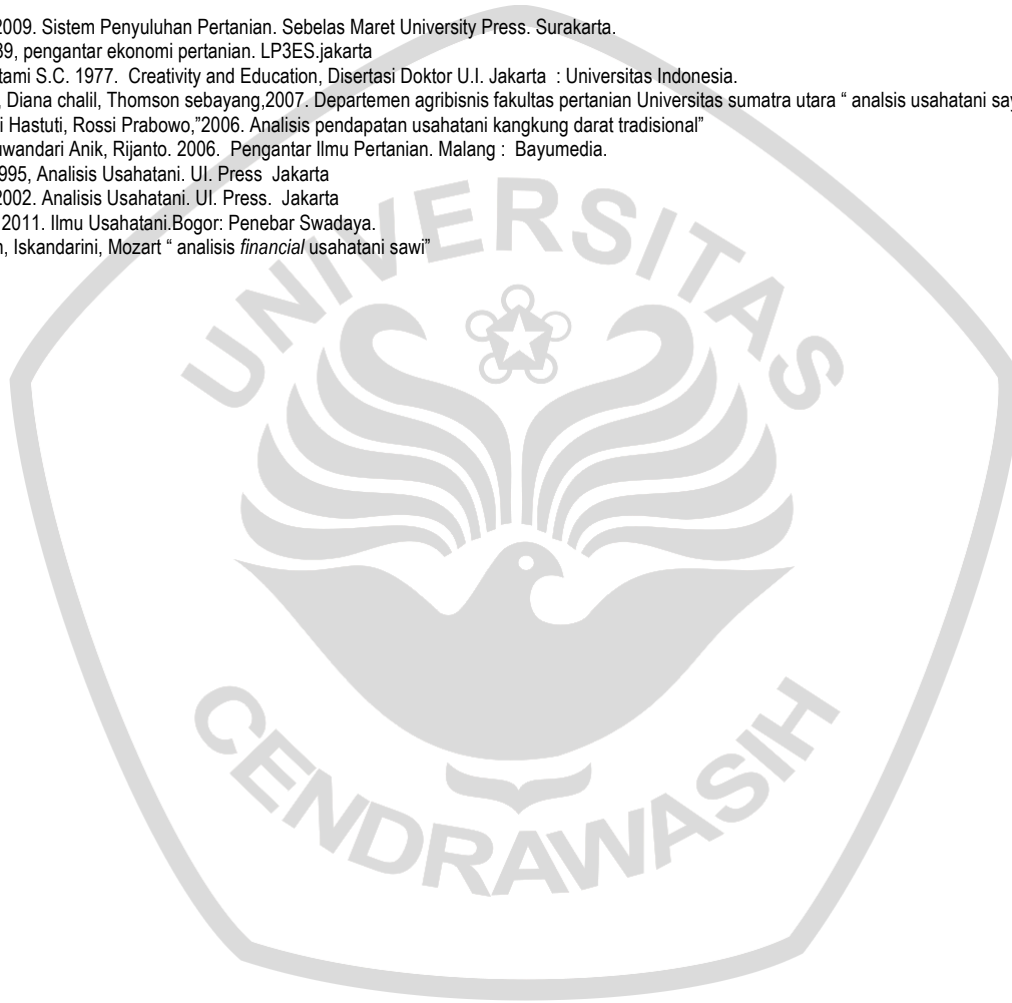 2009. Sistem Penyuluhan Pertanian. Sebelas Maret University Press. Surakarta.
39, pengantar ekonomi pertanian. LP3ES.jakarta
tami S.C. 1977. Creativity and Education, Disertasi Doktor U.I. Jakarta : Universitas Indonesia.
, Diana chalil, Thomson sebayang,2007. Departemen agribisnis fakultas pertanian Universitas sumatra utara “ analsis usahatani say
i Hastuti, Rossi Prabowo,”2006. Analisis pendapatan usahatani kangkung darat tradisional”
uwandari Anik, Rijanto. 2006. Pengantar Ilmu Pertanian. Malang : Bayumedia.
995, Analisis Usahatani. UI. Press Jakarta
2002. Analisis Usahatani. UI. Press. Jakarta
2011. Ilmu Usahatani.Bogor: Penebar Swadaya.
n, Iskandarini, Mozart “ analisis financial usahatani sawi”
UNIVERSITAS
CENDRAWASIH